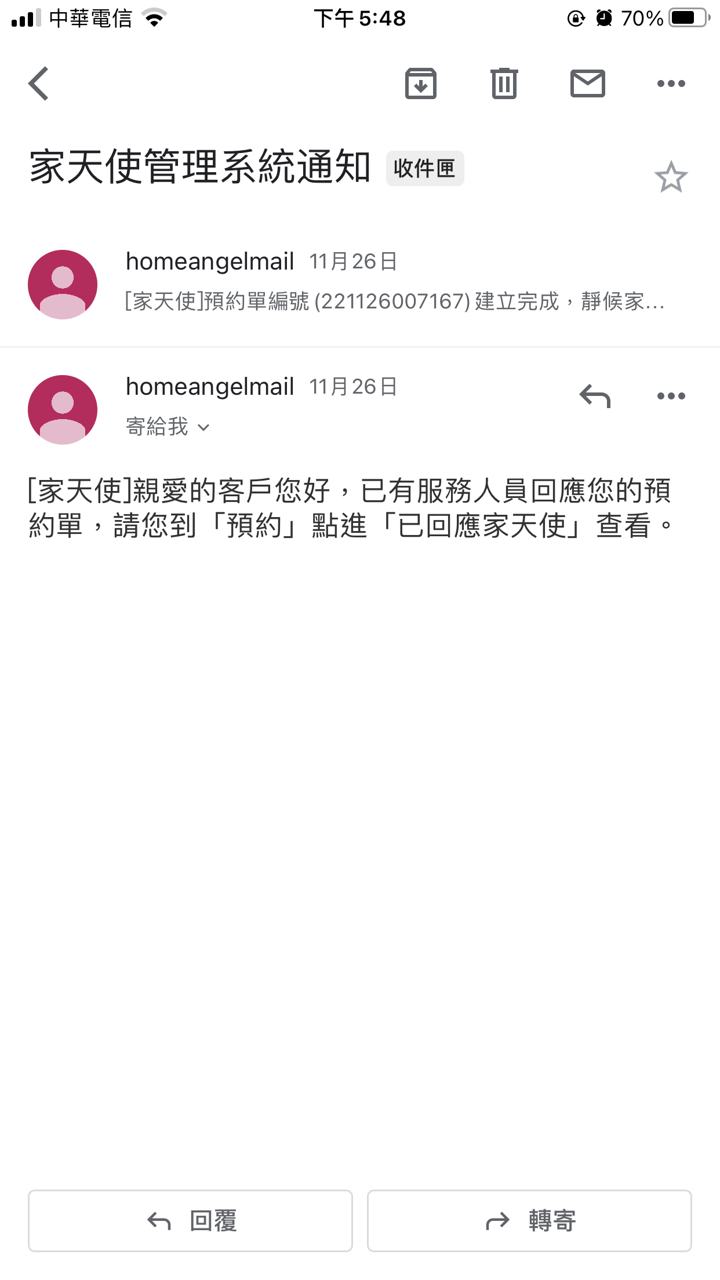 中華電信 下午 5:48 70%
家天使管理系統通知 收件匣
homeangelmail 11月26日
[家天使]預約單編號 (221126007167) 建立完成，靜候家...
homeangelmail 11月26日
寄給我
[家天使]親愛的客戶您好，已有服務人員回應您的預
約單，請您到「預約」點進「已回應家天使」查看。
回覆 轉寄